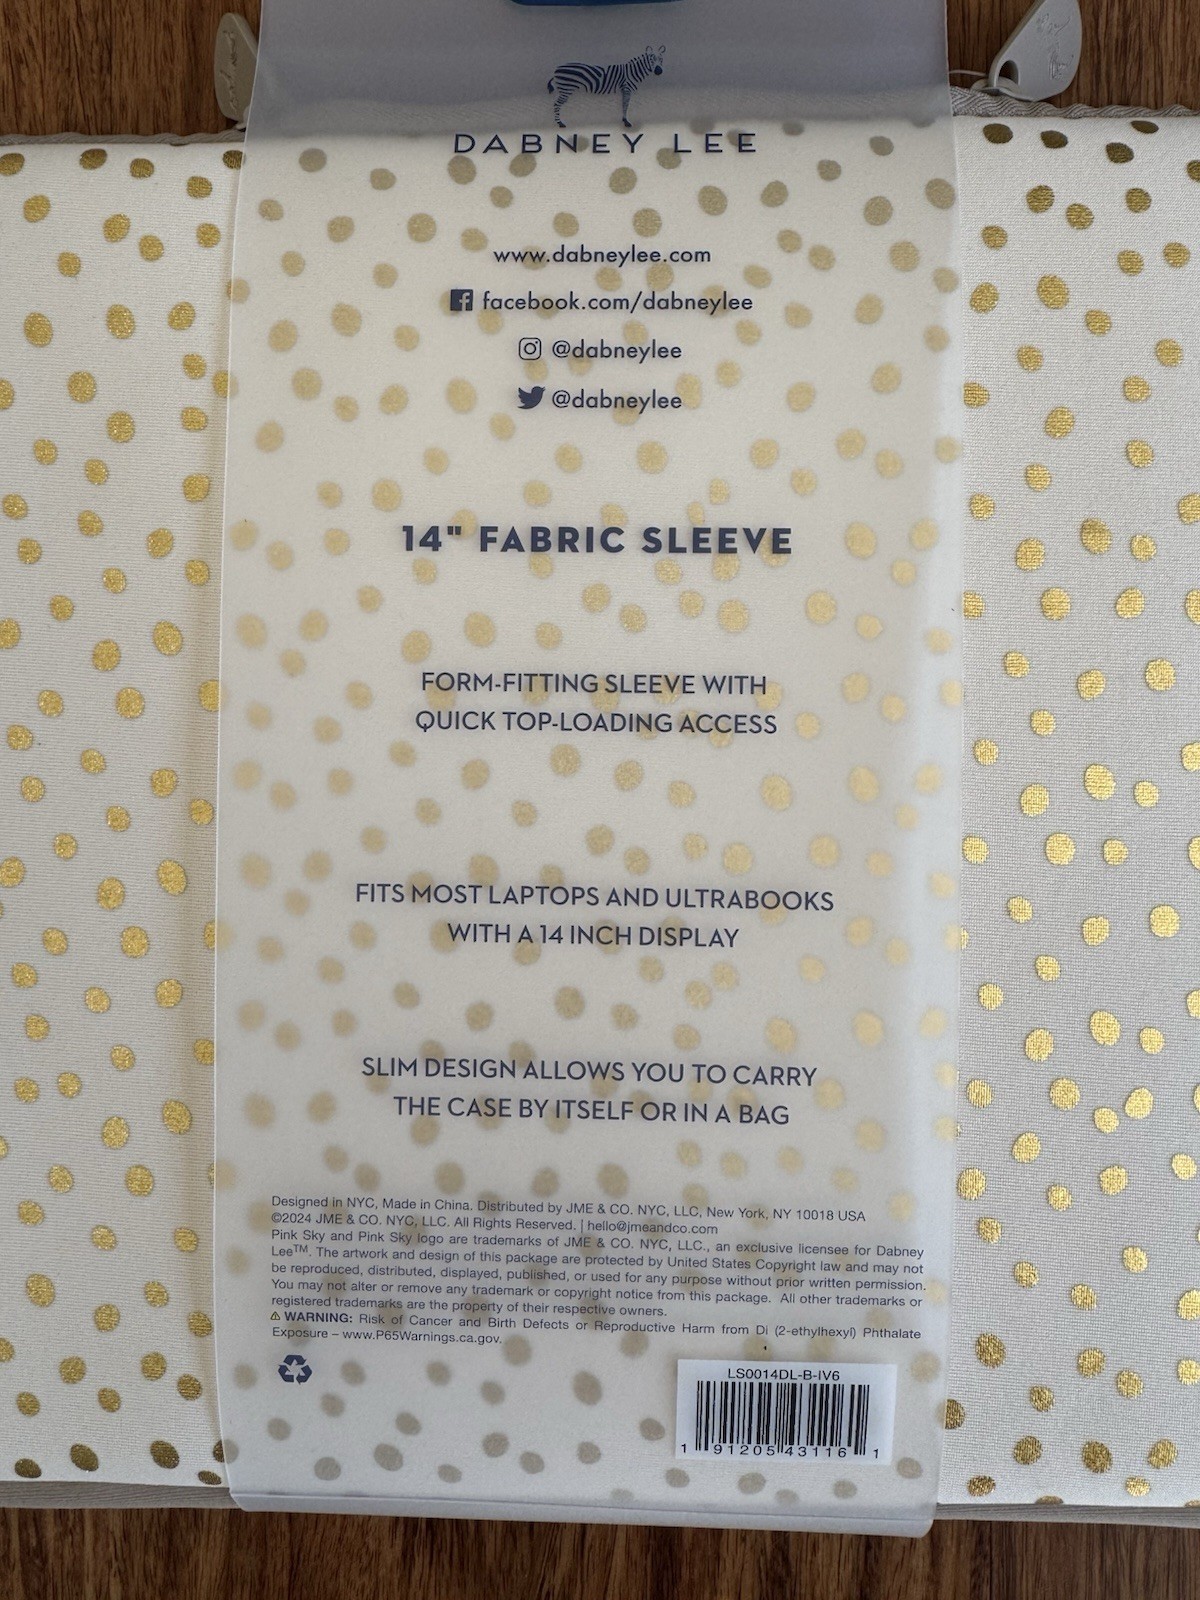 DABNEY LEE
www.dabneylee.com
facebook.com/dabneylee
@dabneylee
@dabneylee
14" FABRIC SLEEVE
FORM-FITTING SLEEVE WITH
QUICK TOP-LOADING ACCESS
FITS MOST LAPTOPS AND ULTRABOOKS
WITH A 14 INCH DISPLAY
SLIM DESIGN ALLOWS YOU TO CARRY
THE CASE BY ITSELF OR IN A BAG
Designed in NYC, Made in China. Distributed by JME & CO. NYC, LLC, New York, NY 10018 USA
©2024 JME & CO. NYC, LLC. All Rights Reserved. | hello@jmeandco.com
Pink Sky and Pink Sky logo are trademarks of JME & CO. NYC, LLC., an exclusive licensee for Dabney
Lee™. The artwork and design of this package are protected by United States Copyright law and may not
be reproduced, distributed, displayed, published, or used for any purpose without prior written permission.
You may not alter or remove any trademark or copyright notice from this package. All other trademarks or
registered trademarks are the property of their respective owners.
⚠ WARNING: Risk of Cancer and Birth Defects or Reproductive Harm from Di (2-ethylhexyl) Phthalate
Exposure – www.P65Warnings.ca.gov.
LS0014DL-B-IV6
1 91205 43116 1